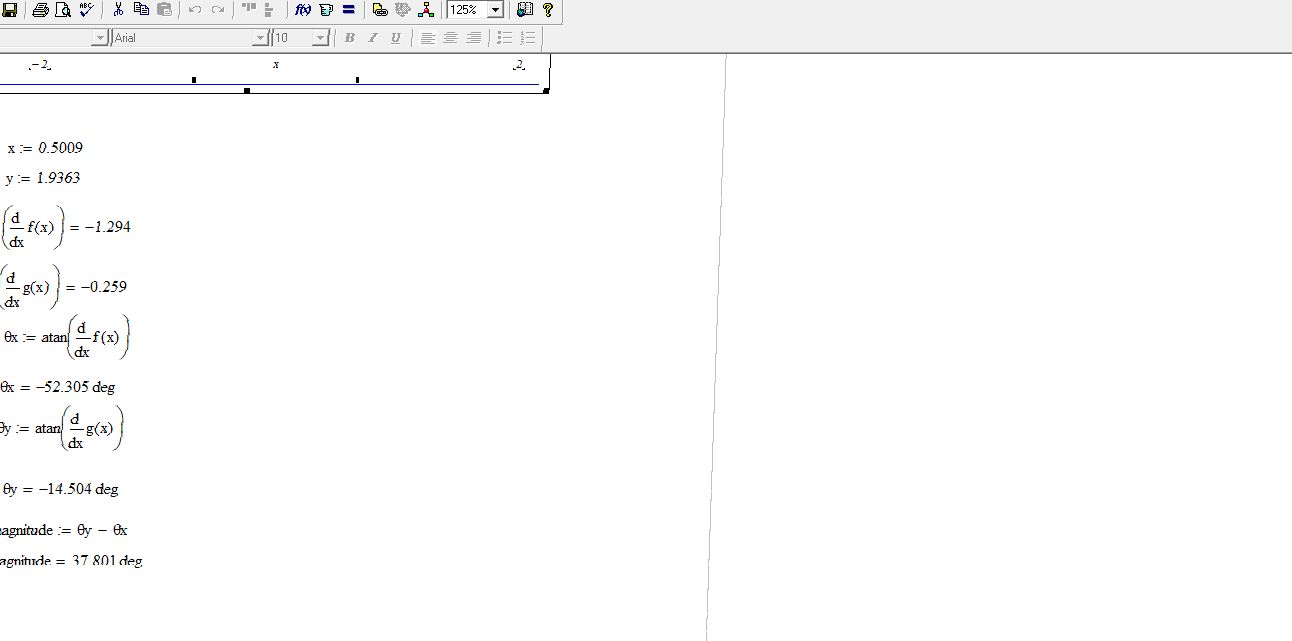 125%
Arial 10 B I U
-2 x 2
x := 0.5009
y := 1.9363
(d/dx f(x)) = −1.294
(d/dx g(x)) = −0.259
θx := atan(d/dx f(x))
θx = −52.305 deg
θy := atan(d/dx g(x))
θy = −14.504 deg
agnitude := θy − θx
agnitude = 37.801 deg